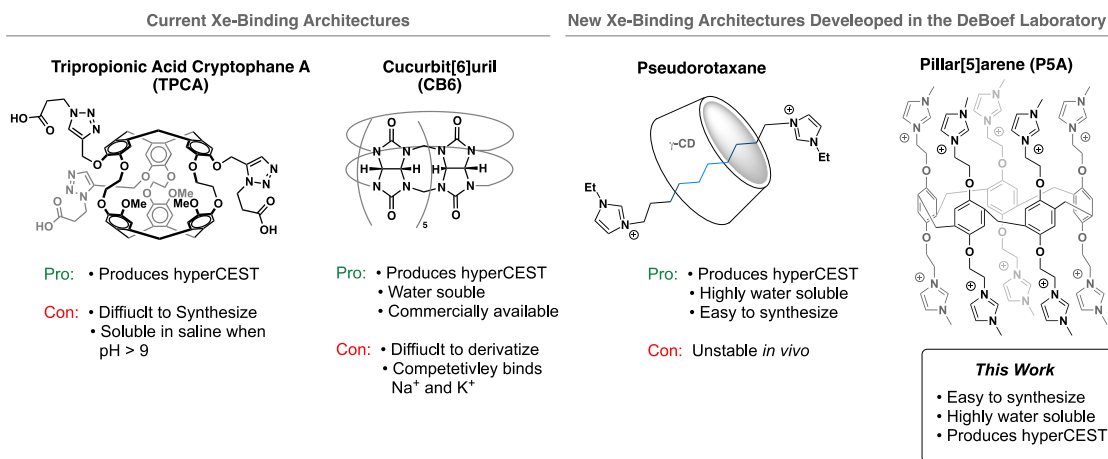 Current Xe-Binding Architectures
New Xe-Binding Architectures Develeoped in the DeBoef Laboratory
Tripropionic Acid Cryptophane A
(TPCA)
HO
O
N
N
N
O
O
O
O
O
O
N
N
N
O
HO
N
N
N
O
O
OMe
OMe
OMe
O
O
O
O
OH
Pro: • Produces hyperCEST
Con: • Diffiuclt to Synthesize
• Soluble in saline when
pH > 9
Cucurbit[6]uril
(CB6)
O
O
N
N
N
N
H
H
H
H
N
N
N
N
O
O
5
Pro: • Produces hyperCEST
• Water souble
• Commercially available
Con: • Diffiuclt to derivatize
• Competetivley binds
Na⁺ and K⁺
Pseudorotaxane
γ-CD
N
N
Et
Et
N
N
Pro: • Produces hyperCEST
• Highly water soluble
• Easy to synthesize
Con: Unstable in vivo
Pillar[5]arene (P5A)
N
N
N
N
N
N
N
N
N
N
O
O
O
O
O
O
O
O
O
O
N
N
N
N
N
N
N
N
N
N
This Work
• Easy to synthesize
• Highly water soluble
• Produces hyperCEST